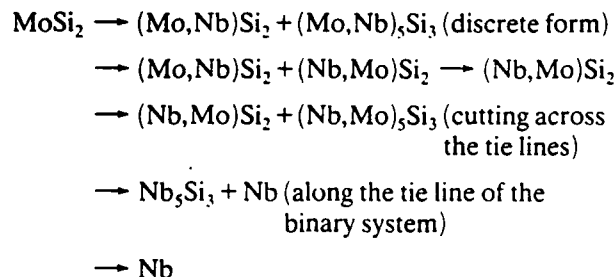 MoSi₂ → (Mo,Nb)Si₂ + (Mo,Nb)₅Si₃ (discrete form)
→ (Mo,Nb)Si₂ + (Nb,Mo)Si₂ → (Nb,Mo)Si₂
→ (Nb,Mo)Si₂ + (Nb,Mo)₅Si₃ (cutting across
the tie lines)
→ Nb₅Si₃ + Nb (along the tie line of the
binary system)
→ Nb